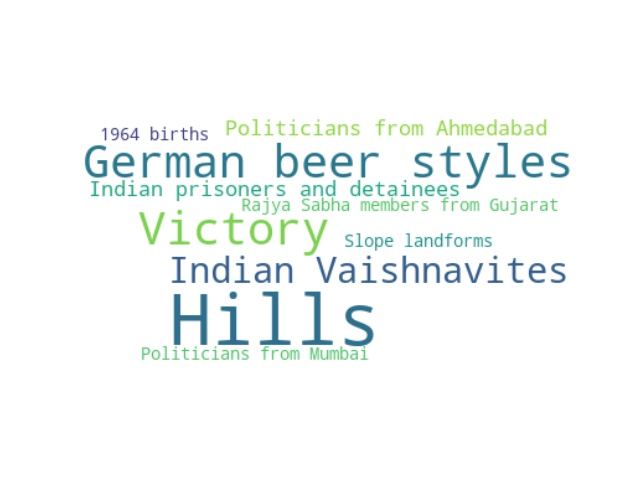 1964 births
Politicians from Ahmedabad
German beer styles
Indian prisoners and detainees
Rajya Sabha members from Gujarat
Victory
Slope landforms
Indian Vaishnavites
Hills
Politicians from Mumbai